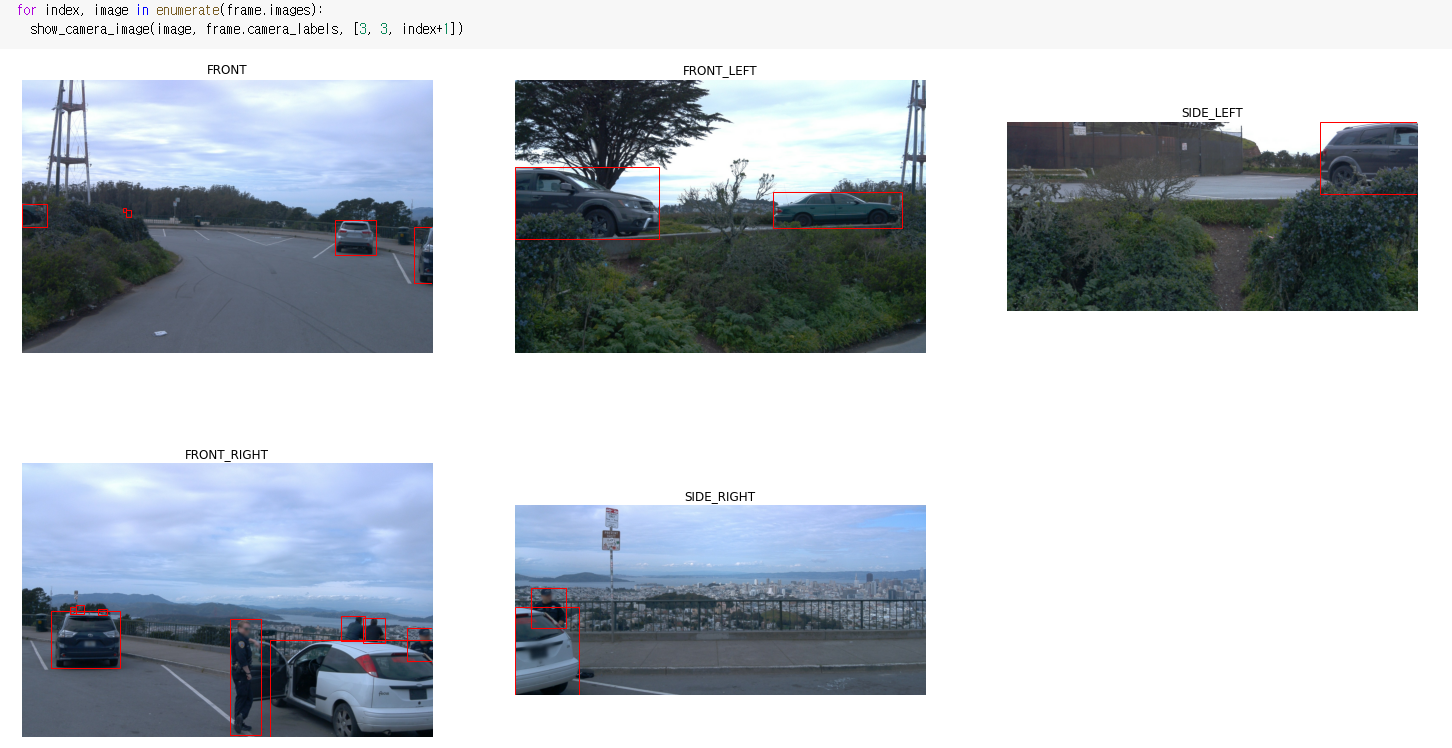 for index, image in enumerate(frame.images):
show_camera_image(image, frame.camera_labels, [3, 3, index+1])
FRONT
FRONT_LEFT
SIDE_LEFT
FRONT_RIGHT
SIDE_RIGHT